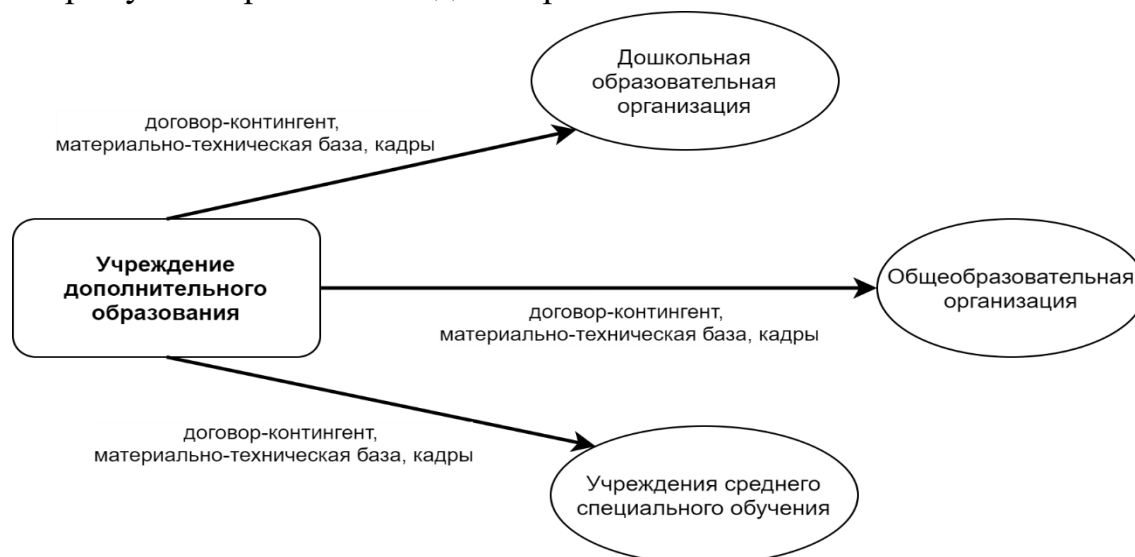 Дошкольная
образовательная
организация
договор-контингент,
материально-техническая база, кадры
Учреждение
дополнительного
образования
Общеобразовательная
организация
договор-контингент,
материально-техническая база, кадры
договор-контингент,
материально-техническая база, кадры
Учреждения среднего
специального обучения